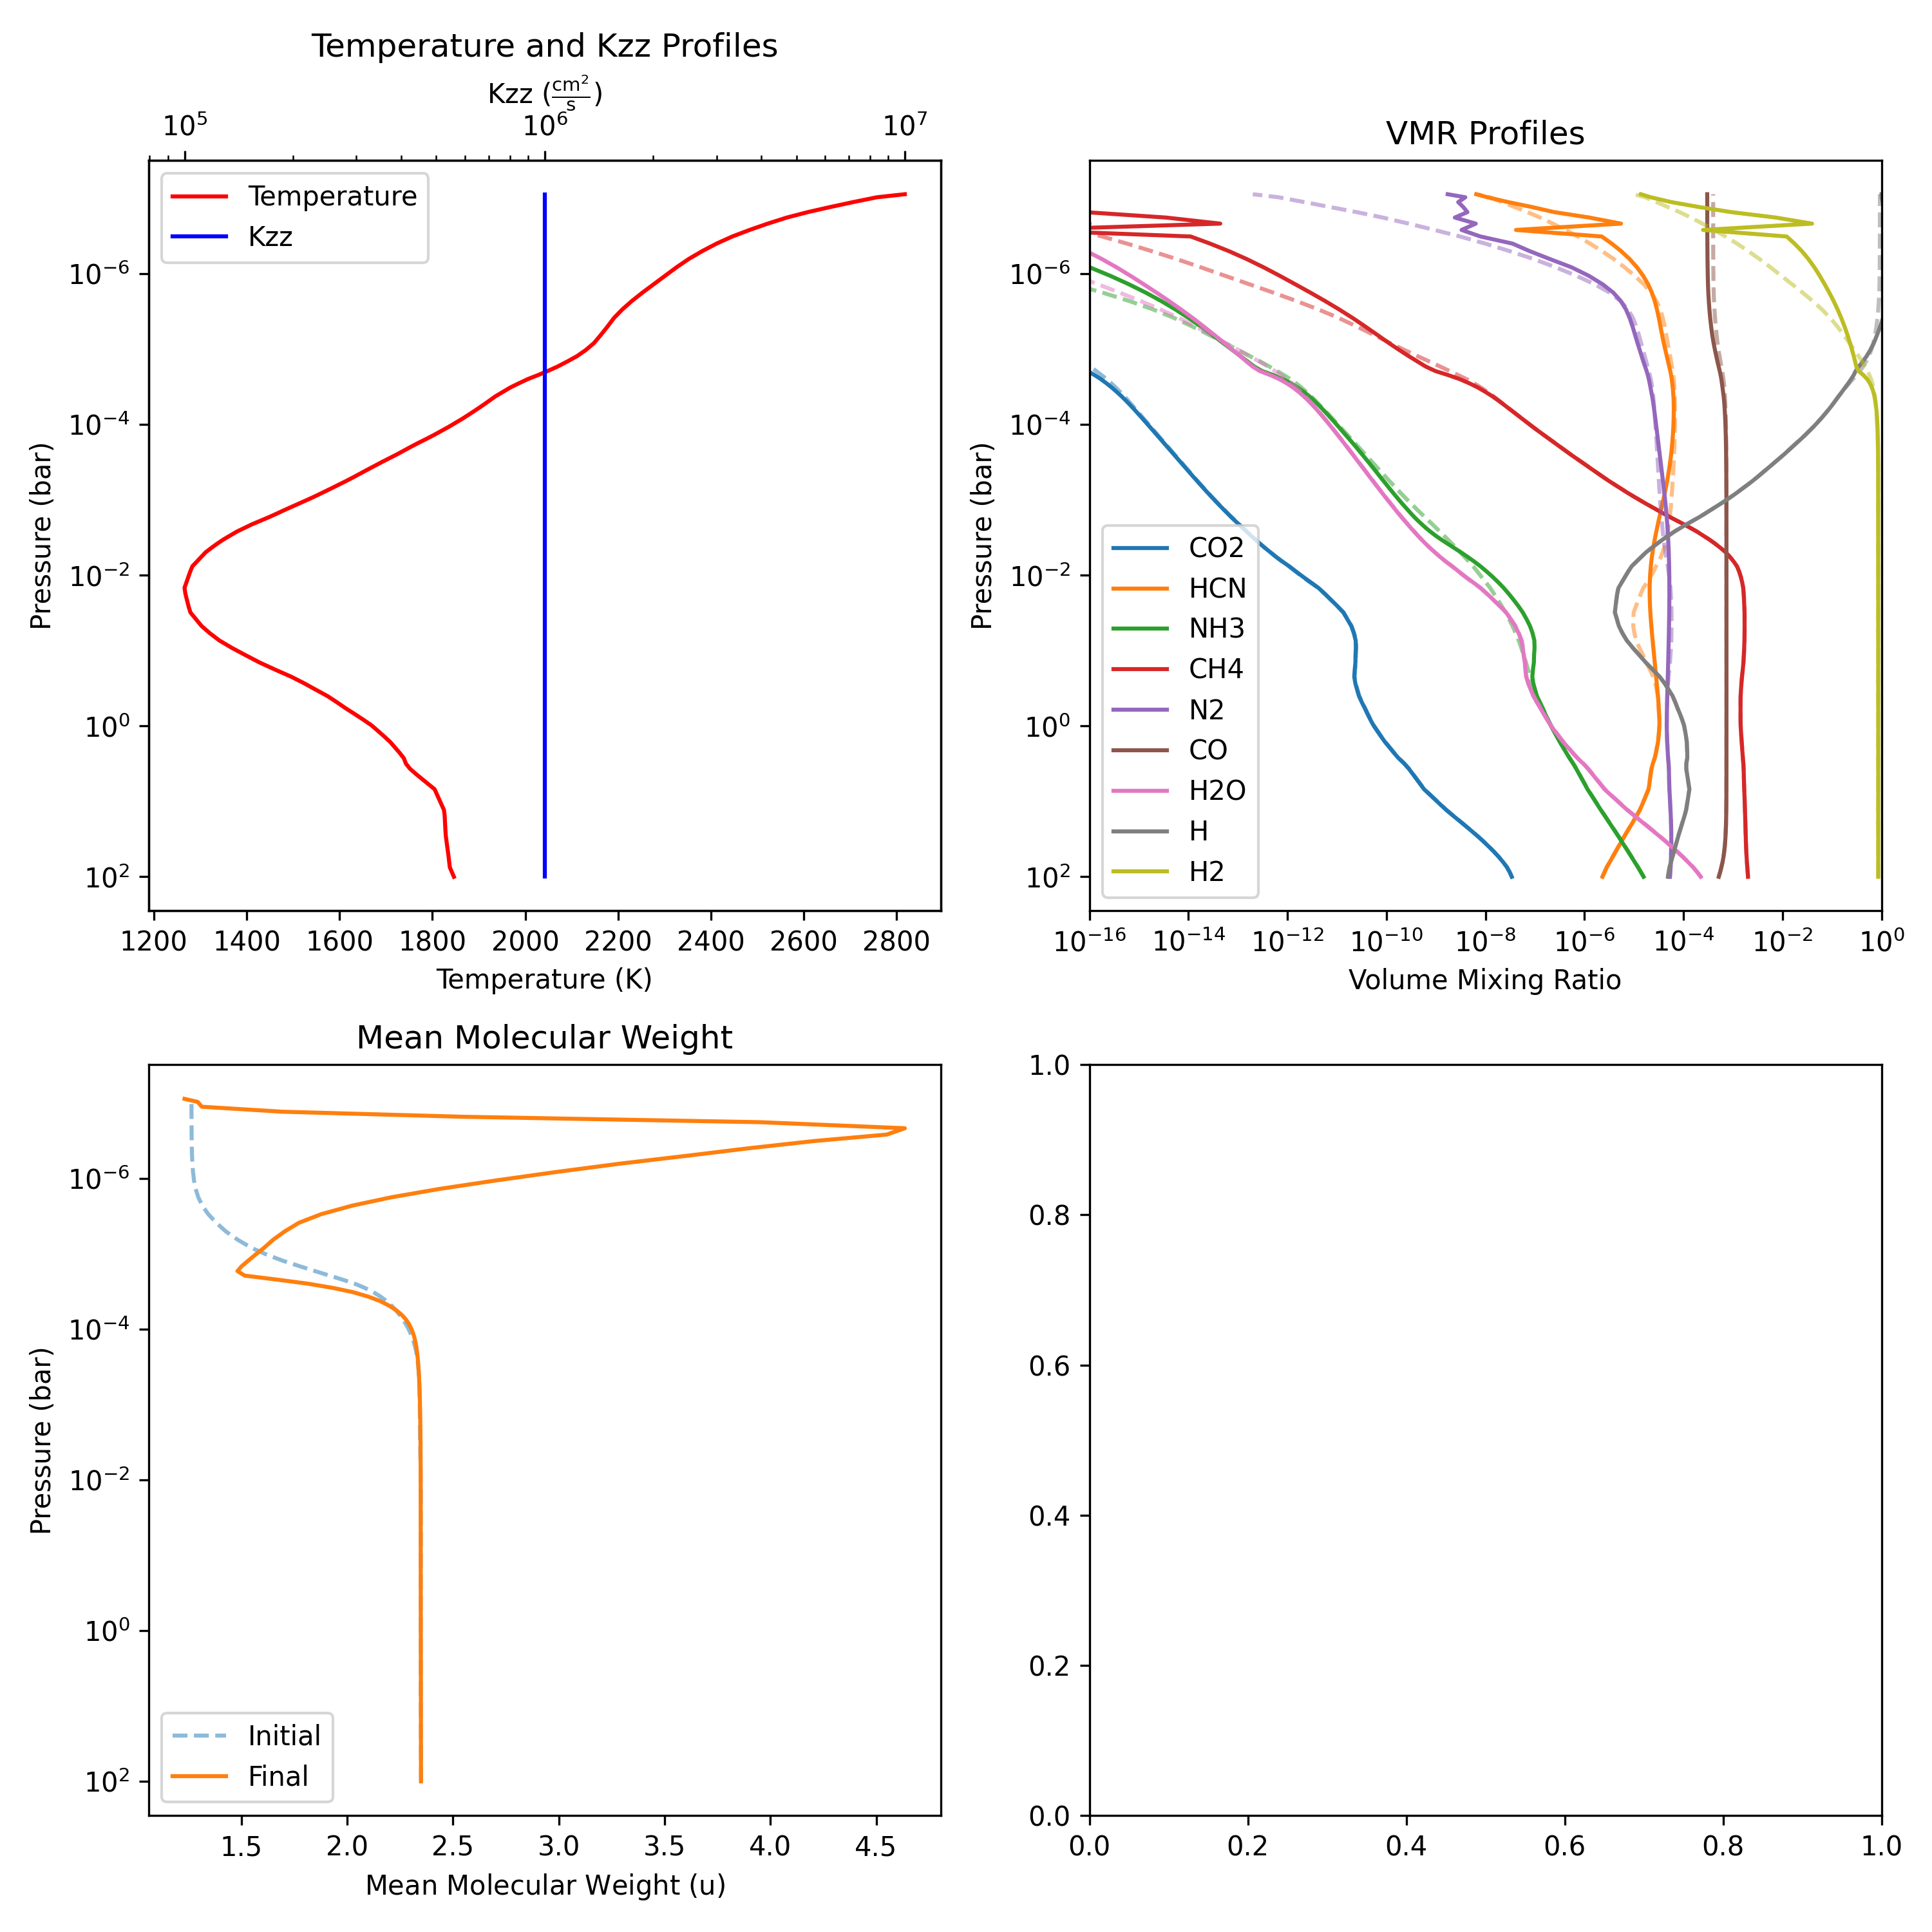 Temperature and Kzz Profiles
Kzz (cm²/s)
10⁵ 10⁶ 10⁷
Temperature
Kzz
10⁻⁶
10⁻⁴
10⁻²
10⁰
10²
Pressure (bar)
1200 1400 1600 1800 2000 2200 2400 2600 2800
Temperature (K)
VMR Profiles
10⁻⁶
10⁻⁴
10⁻²
10⁰
10²
Pressure (bar)
CO2
HCN
NH3
CH4
N2
CO
H2O
H
H2
10⁻¹⁶ 10⁻¹⁴ 10⁻¹² 10⁻¹⁰ 10⁻⁸ 10⁻⁶ 10⁻⁴ 10⁻² 10⁰
Volume Mixing Ratio
Mean Molecular Weight
10⁻⁶
10⁻⁴
10⁻²
10⁰
10²
Pressure (bar)
Initial
Final
1.5 2.0 2.5 3.0 3.5 4.0 4.5
Mean Molecular Weight (u)
1.0
0.8
0.6
0.4
0.2
0.0
0.0 0.2 0.4 0.6 0.8 1.0